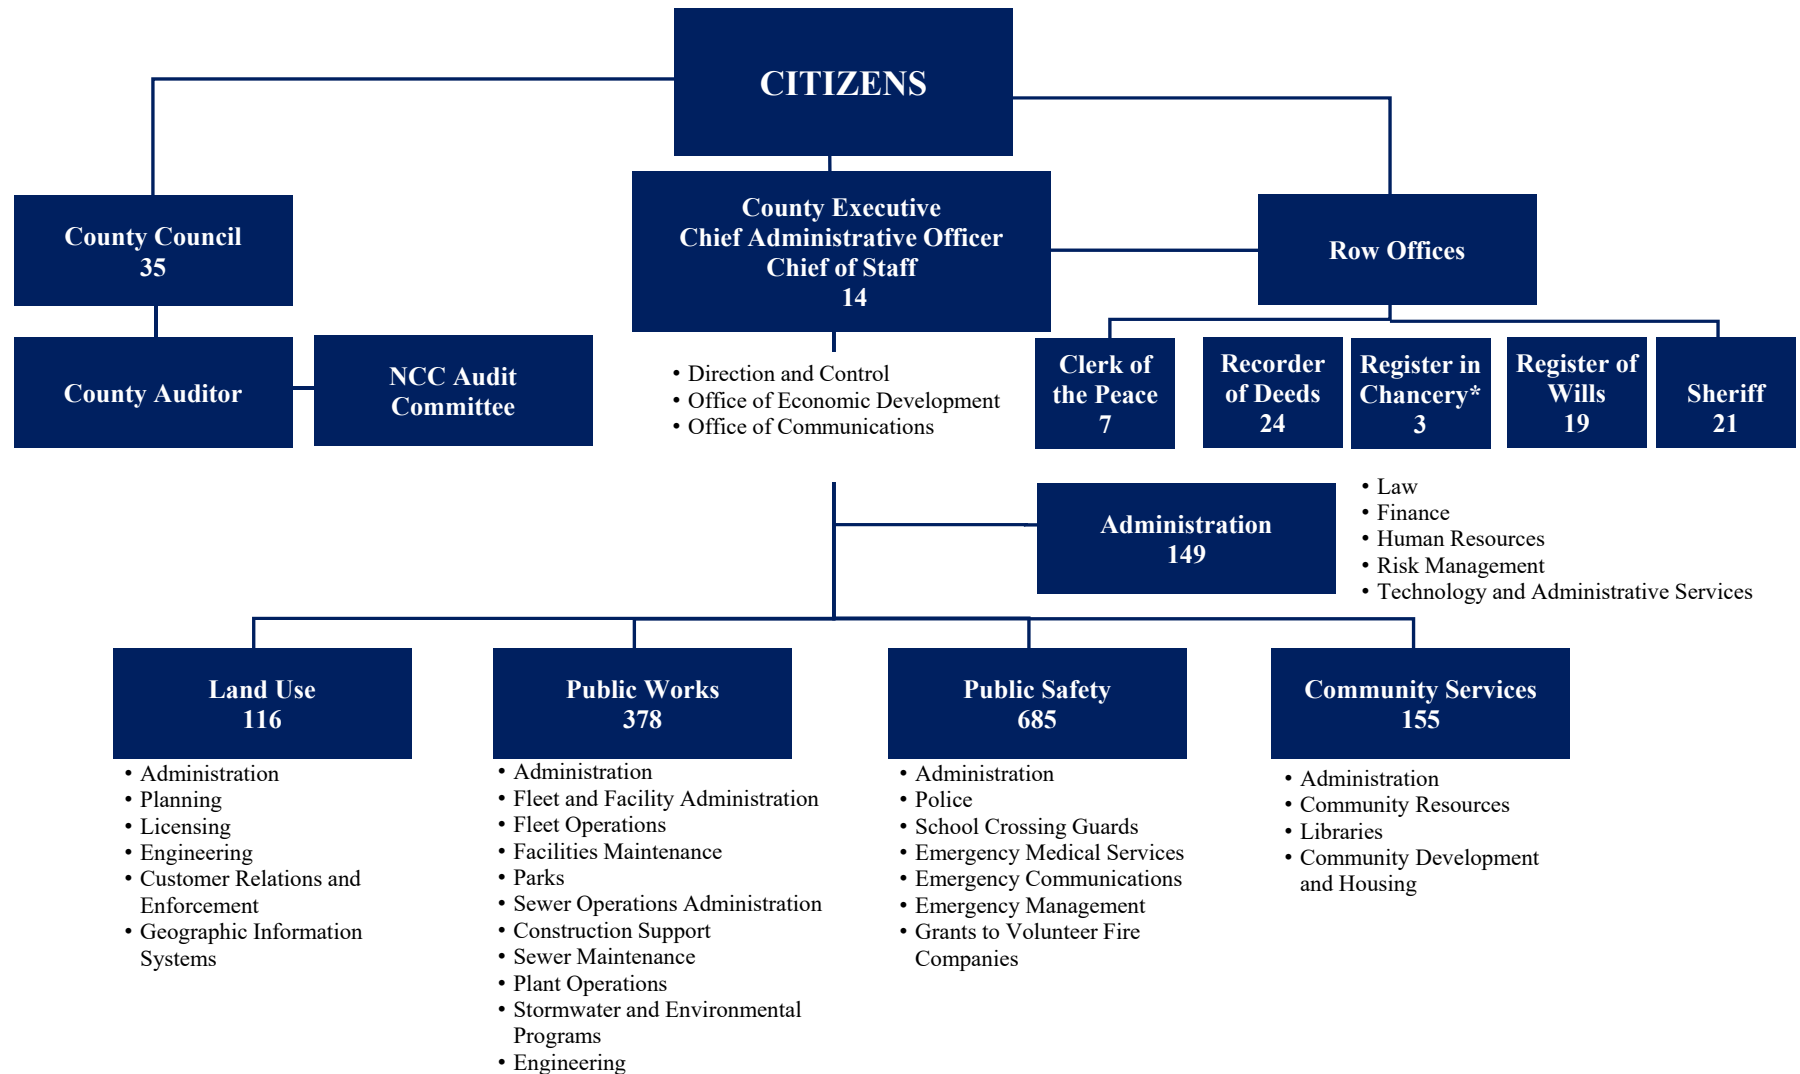 CITIZENS
County Council
35
County Executive
Chief Administrative Officer
Chief of Staff
14
Row Offices
County Auditor
NCC Audit
Committee
• Direction and Control
• Office of Economic Development
• Office of Communications
Clerk of
the Peace
7
Recorder
of Deeds
24
Register in
Chancery*
3
Register of
Wills
19
Sheriff
21
Administration
149
• Law
• Finance
• Human Resources
• Risk Management
• Technology and Administrative Services
Land Use
116
• Administration
• Planning
• Licensing
• Engineering
• Customer Relations and
Enforcement
• Geographic Information
Systems
Public Works
378
• Administration
• Fleet and Facility Administration
• Fleet Operations
• Facilities Maintenance
• Parks
• Sewer Operations Administration
• Construction Support
• Sewer Maintenance
• Plant Operations
• Stormwater and Environmental
Programs
• Engineering
Public Safety
685
• Administration
• Police
• School Crossing Guards
• Emergency Medical Services
• Emergency Communications
• Emergency Management
• Grants to Volunteer Fire
Companies
Community Services
155
• Administration
• Community Resources
• Libraries
• Community Development
and Housing